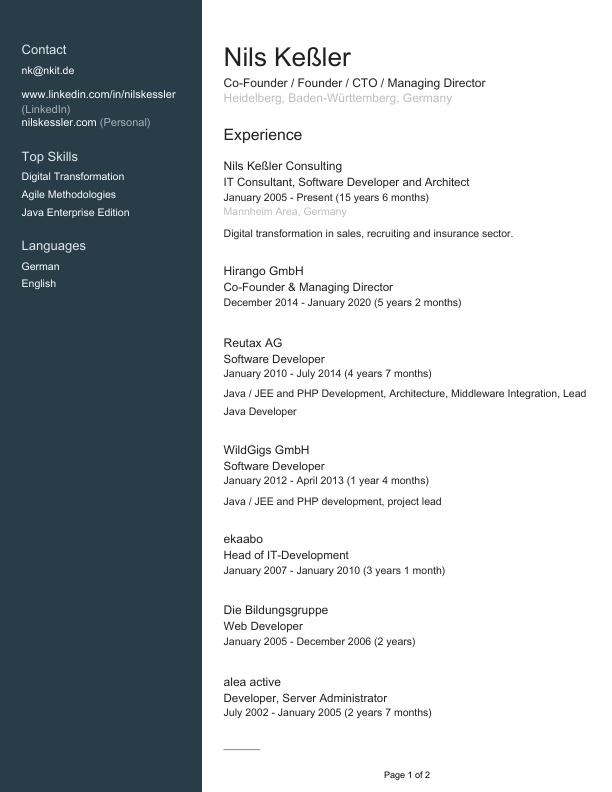 Contact
nk@nkit.de
www.linkedin.com/in/nilskessler
(LinkedIn)
nilskessler.com (Personal)
Top Skills
Digital Transformation
Agile Methodologies
Java Enterprise Edition
Languages
German
English
Nils Keßler
Co-Founder / Founder / CTO / Managing Director
Heidelberg, Baden-Württemberg, Germany
Experience
Nils Keßler Consulting
IT Consultant, Software Developer and Architect
January 2005 - Present (15 years 6 months)
Mannheim Area, Germany
Digital transformation in sales, recruiting and insurance sector.
Hirango GmbH
Co-Founder & Managing Director
December 2014 - January 2020 (5 years 2 months)
Reutax AG
Software Developer
January 2010 - July 2014 (4 years 7 months)
Java / JEE and PHP Development, Architecture, Middleware Integration, Lead
Java Developer
WildGigs GmbH
Software Developer
January 2012 - April 2013 (1 year 4 months)
Java / JEE and PHP development, project lead
ekaabo
Head of IT-Development
January 2007 - January 2010 (3 years 1 month)
Die Bildungsgruppe
Web Developer
January 2005 - December 2006 (2 years)
alea active
Developer, Server Administrator
July 2002 - January 2005 (2 years 7 months)
Page 1 of 2